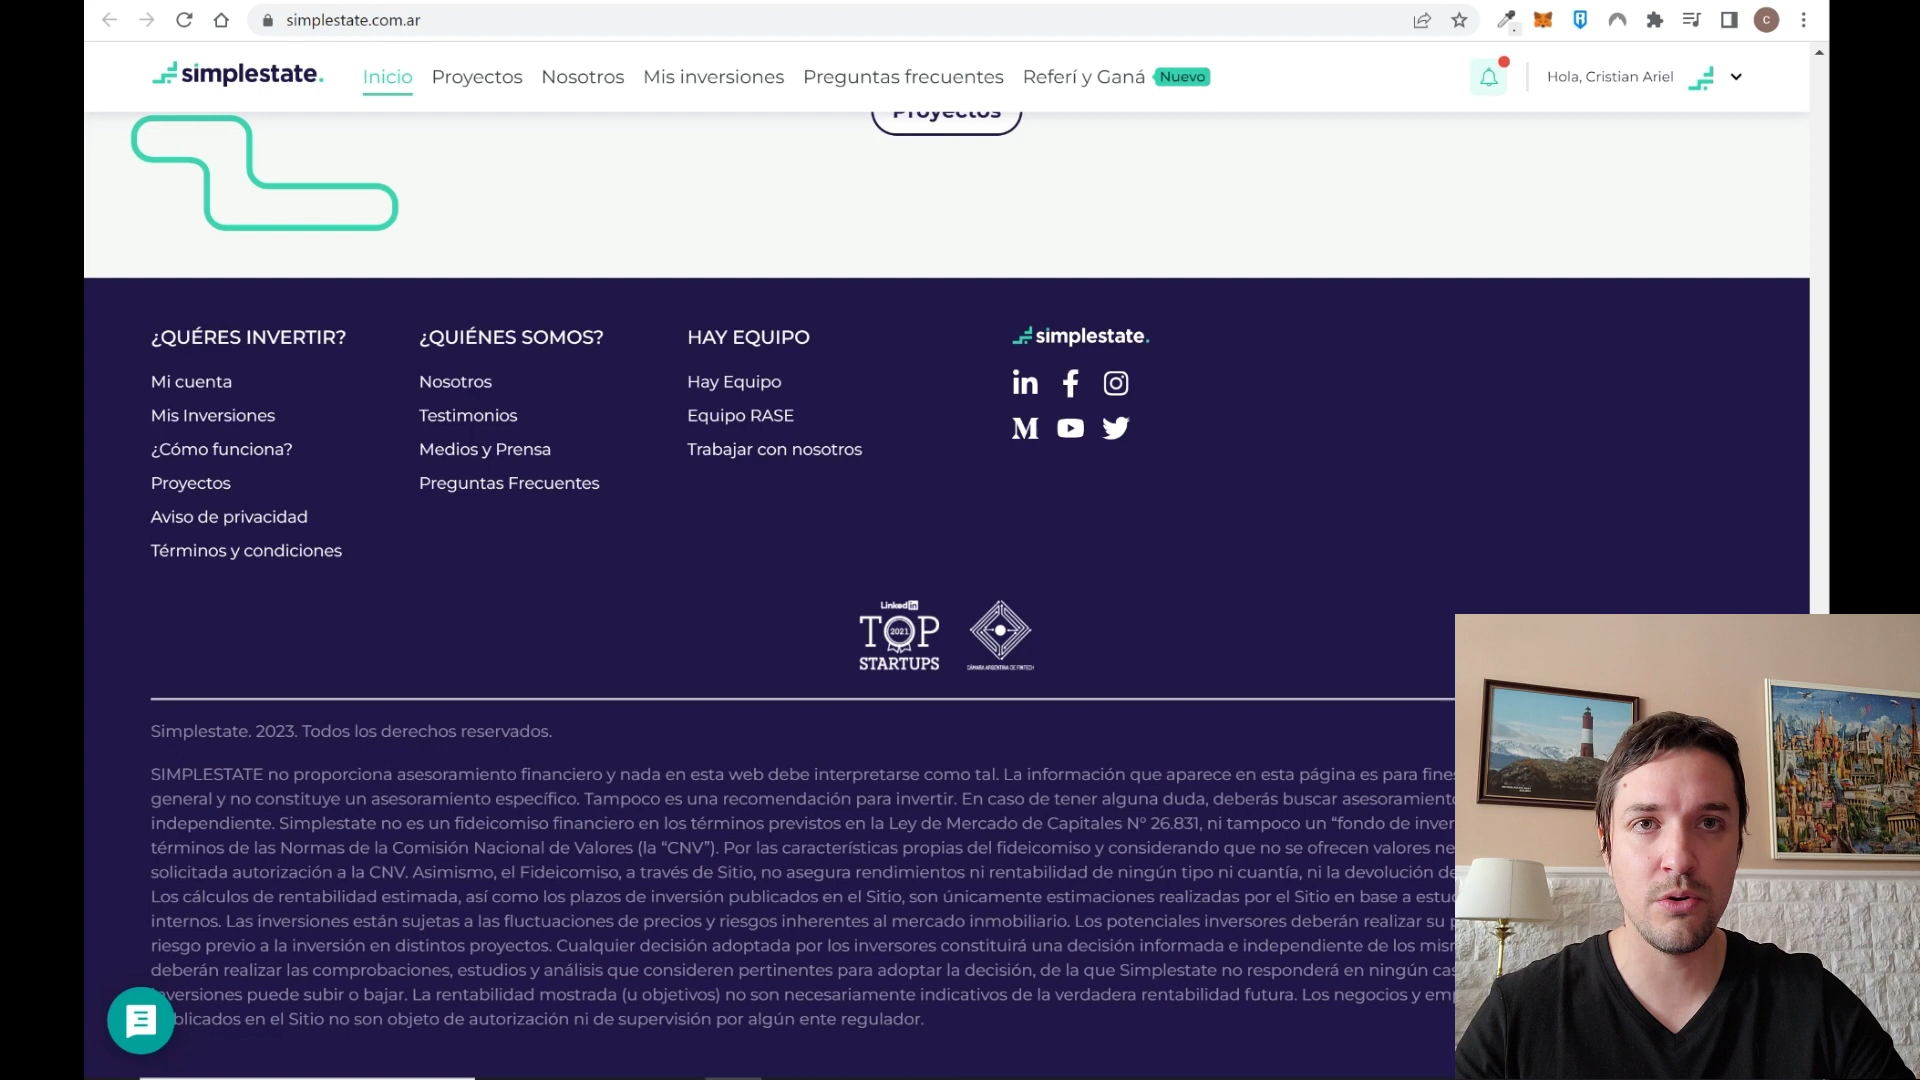 simplestate.com.ar
C
simplestate.
Inicio
Proyectos
Nosotros
Mis inversiones
Preguntas frecuentes
Referí y Ganá
Nuevo
Hola, Cristian Ariel
Proyectos
¿QUÉRES INVERTIR?
Mi cuenta
Mis Inversiones
¿Cómo funciona?
Proyectos
Aviso de privacidad
Términos y condiciones
¿QUIÉNES SOMOS?
Nosotros
Testimonios
Medios y Prensa
Preguntas Frecuentes
HAY EQUIPO
Hay Equipo
Equipo RASE
Trabajar con nosotros
simplestate.
in
f
M
LinkedIn
TOP
2021
STARTUPS
CÁMARA ARGENTINA DE FINTECH
Simplestate. 2023. Todos los derechos reservados.
SIMPLESTATE no proporciona asesoramiento financiero y nada en esta web debe interpretarse como tal. La información que aparece en esta página es para fines
general y no constituye un asesoramiento específico. Tampoco es una recomendación para invertir. En caso de tener alguna duda, deberás buscar asesoramiento
independiente. Simplestate no es un fideicomiso financiero en los términos previstos en la Ley de Mercado de Capitales N° 26.831, ni tampoco un “fondo de inver
términos de las Normas de la Comisión Nacional de Valores (la “CNV”). Por las características propias del fideicomiso y considerando que no se ofrecen valores ne
solicitada autorización a la CNV. Asimismo, el Fideicomiso, a través de Sitio, no asegura rendimientos ni rentabilidad de ningún tipo ni cuantía, ni la devolución de
Los cálculos de rentabilidad estimada, así como los plazos de inversión publicados en el Sitio, son únicamente estimaciones realizadas por el Sitio en base a estu
internos. Las inversiones están sujetas a las fluctuaciones de precios y riesgos inherentes al mercado inmobiliario. Los potenciales inversores deberán realizar su p
riesgo previo a la inversión en distintos proyectos. Cualquier decisión adoptada por los inversores constituirá una decisión informada e independiente de los mism
deberán realizar las comprobaciones, estudios y análisis que consideren pertinentes para adoptar la decisión, de la que Simplestate no responderá en ningún cas
nversiones puede subir o bajar. La rentabilidad mostrada (u objetivos) no son necesariamente indicativos de la verdadera rentabilidad futura. Los negocios y emp
blicados en el Sitio no son objeto de autorización ni de supervisión por algún ente regulador.